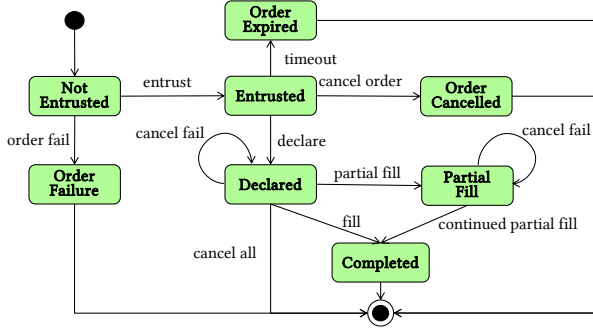 Order
Expired
timeout
Not
Entrusted
entrust
Entrusted
cancel order
Order
Cancelled
order fail
cancel fail
declare
cancel fail
Order
Failure
Declared
partial fill
Partial
Fill
fill
continued partial fill
cancel all
Completed